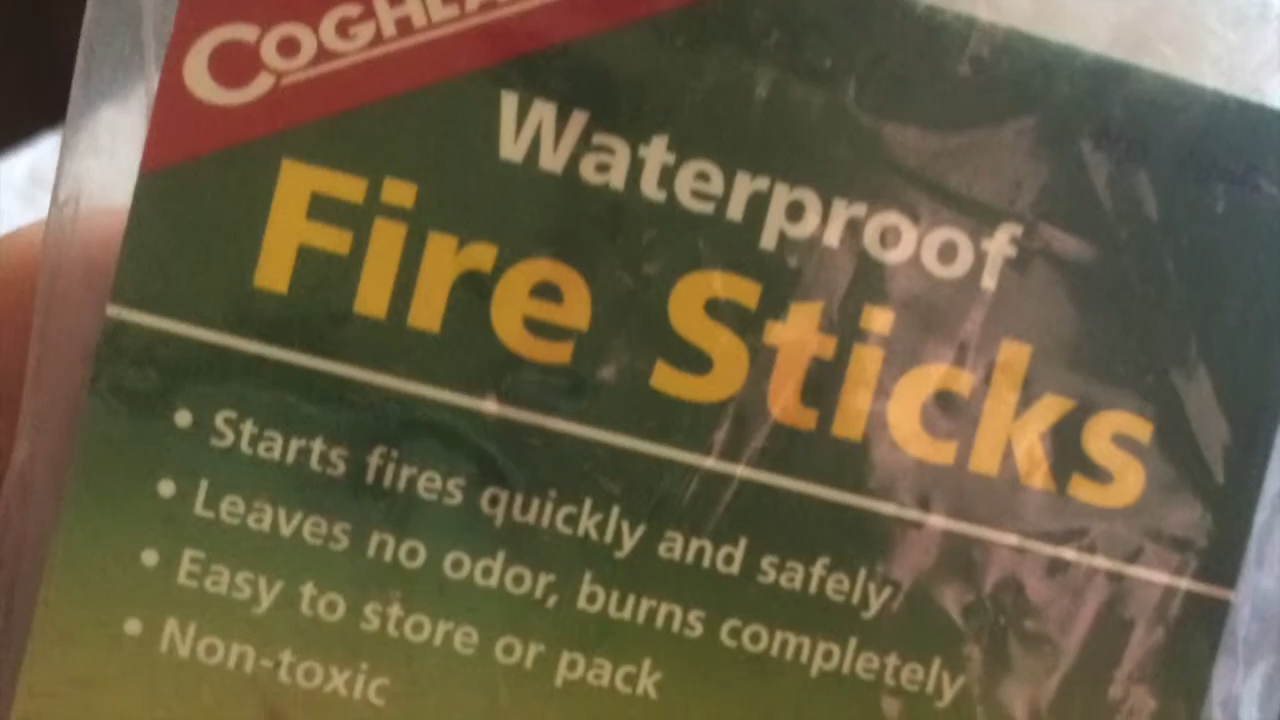 COGHLA
Waterproof
Fire Sticks
• Starts fires quickly and safely
• Leaves no odor, burns completely
• Easy to store or pack
• Non-toxic